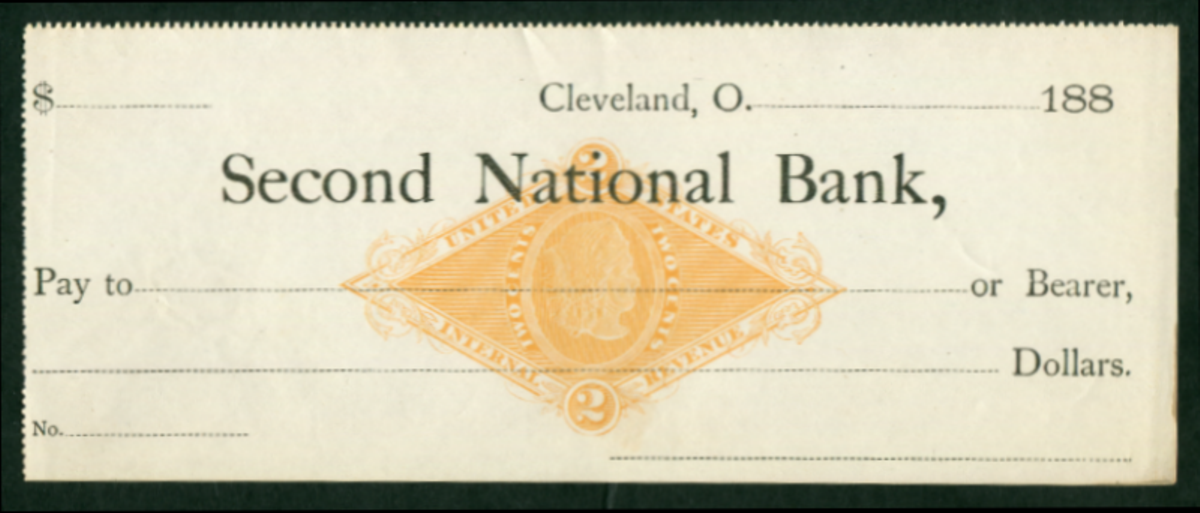 $ Cleveland, O. 188
Second National Bank,
2
UNITED STATES
TWO CENTS TWO CENTS
Pay to or Bearer,
INTERNAL REVENUE
Dollars.
2
No.